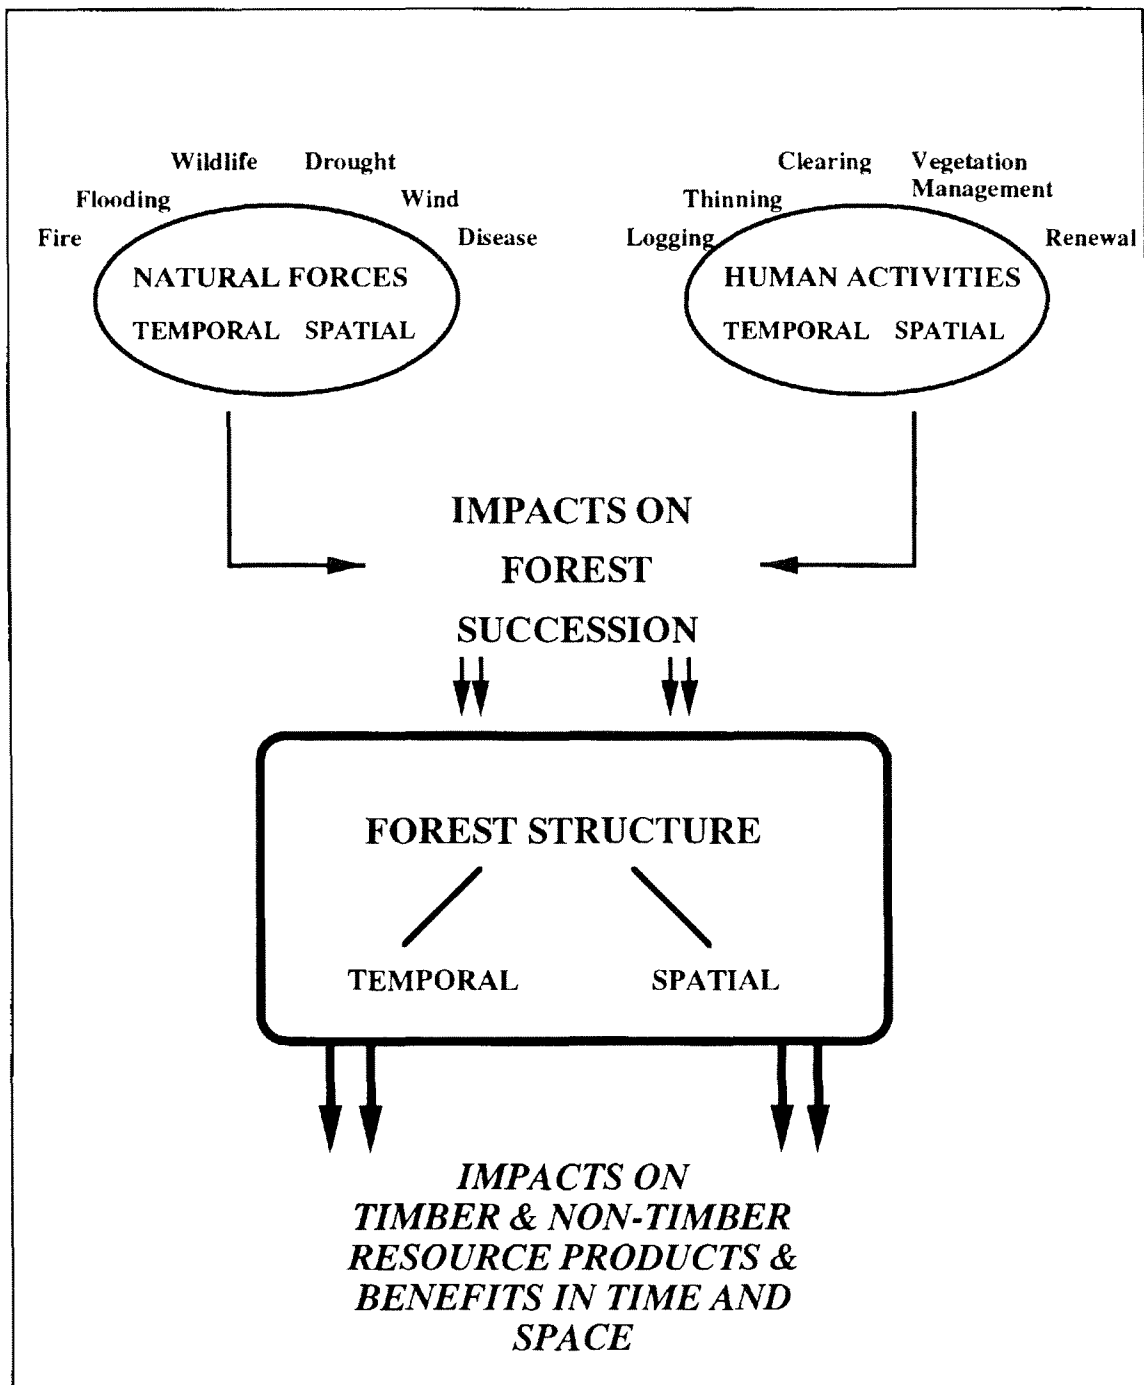 Wildlife Drought
Flooding Wind
Fire Disease
NATURAL FORCES
TEMPORAL SPATIAL
Clearing Vegetation
Management
Thinning
Logging Renewal
HUMAN ACTIVITIES
TEMPORAL SPATIAL
IMPACTS ON
FOREST
SUCCESSION
FOREST STRUCTURE
TEMPORAL SPATIAL
IMPACTS ON
TIMBER & NON-TIMBER
RESOURCE PRODUCTS &
BENEFITS IN TIME AND
SPACE